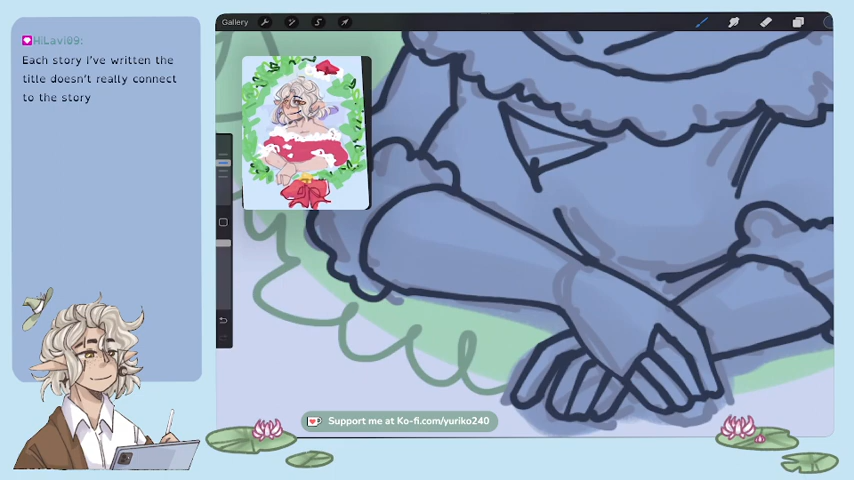 HiLavi09:
Each story I've written the
title doesn't really connect
to the story
Gallery
Support me at Ko-fi.com/yuriko240